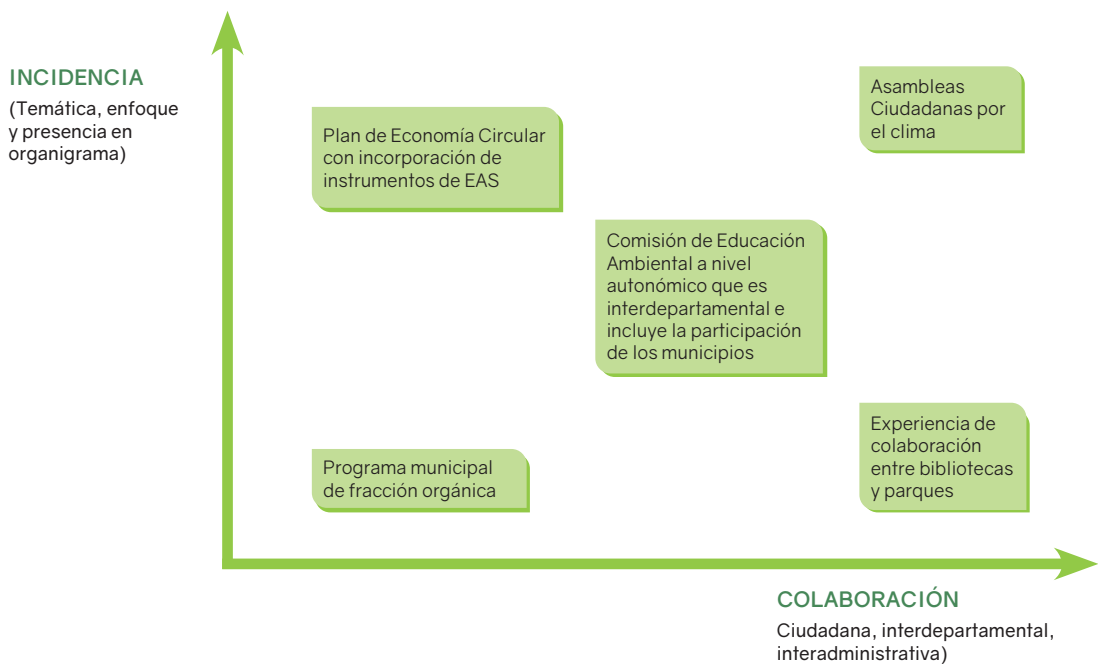 INCIDENCIA
(Temática, enfoque
y presencia en
organigrama)
Plan de Economía Circular
con incorporación de
instrumentos de EAS
Asambleas
Ciudadanas por
el clima
Comisión de Educación
Ambiental a nivel
autonómico que es
interdepartamental e
incluye la participación
de los municipios
Programa municipal
de fracción orgánica
Experiencia de
colaboración
entre bibliotecas
y parques
COLABORACIÓN
Ciudadana, interdepartamental,
interadministrativa)